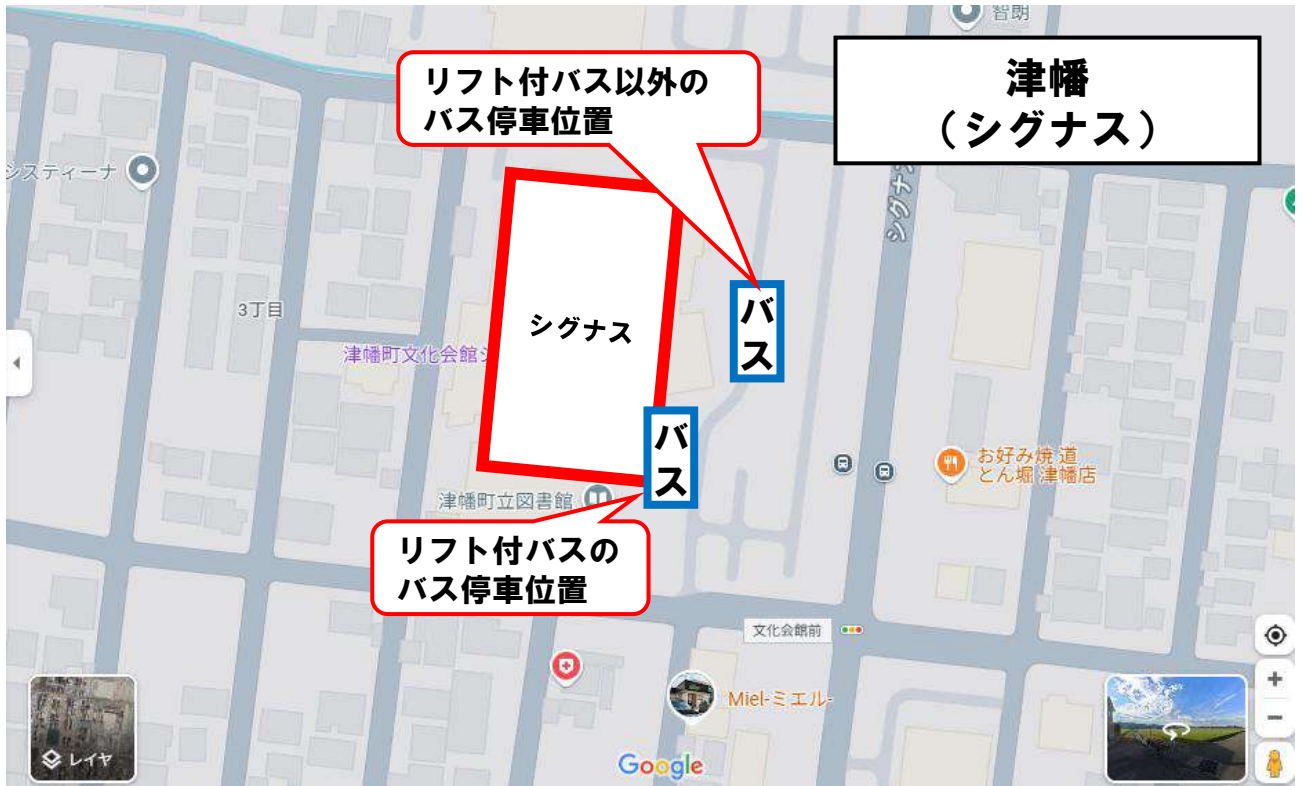 智朗
津幡
（シグナス）
リフト付バス以外の
バス停車位置
システィーナ
シグナス
3丁目
バス
津幡町文化会館シ
バス
お好み焼 道
とん堀 津幡店
津幡町立図書館
リフト付バスの
バス停車位置
文化会館前
Miel-ミエル-
レイヤ
Google